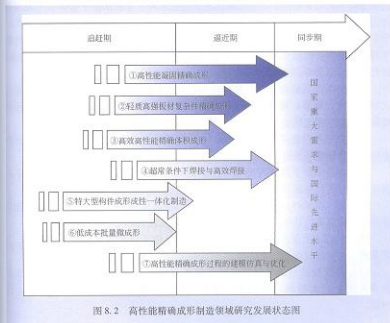 追赶期 逼近期 同步期
①高性能凝固精确成形
②轻质高强板材复杂件精确成形
③高效高性能精确体积成形
④超常条件下焊接与高效焊接
⑤特大型构件成形成性一体化制造
⑥低成本批量微成形
⑦高性能精确成形过程的建模仿真与优化
国家重大需求与国际先进水平
图 8.2 高性能精确成形制造领域研究发展状态图